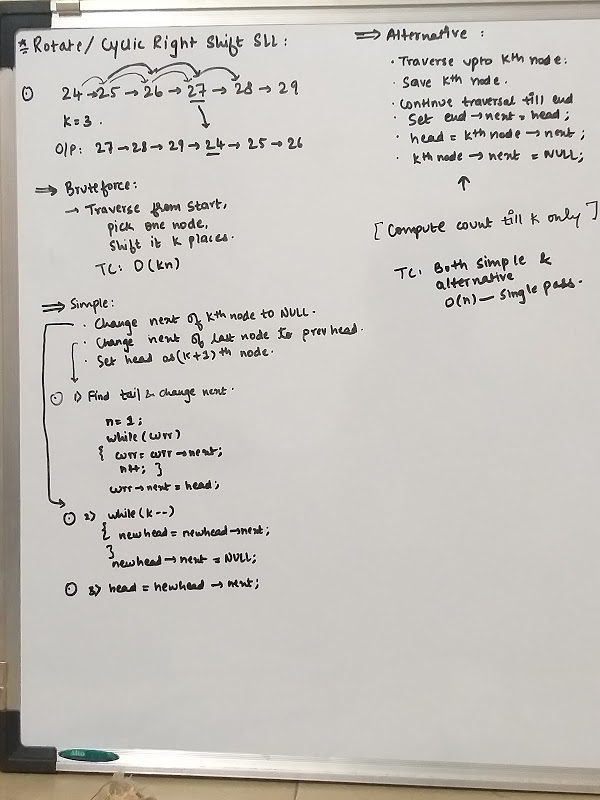 * Rotate / Cyclic Right Shift SLL :
① 24 → 25 → 26 → 27 → 28 → 29
K = 3 .
O/P : 27 → 28 → 29 → 24 → 25 → 26
⇒ Bruteforce :
→ Traverse from start,
pick one node,
shift it k places.
TC : O(kn)
⇒ Simple :
· Change next of kth node to NULL .
· Change next of last node to prev head .
· Set head as (k+1)th node .
1) Find tail & change next .
n = 1 ;
while (curr)
{ curr = curr → next ;
n++ ; }
curr → next = head ;
2) while (k--)
{ newhead = newhead → next ;
}
newhead → next = NULL ;
3) head = newhead → next ;
⇒ Alternative :
· Traverse upto kth node .
· Save kth node .
· Continue traversal till end
Set end → next = head ;
· head = kth node → next ;
· kth node → next = NULL ;
↑
[ Compute count till k only ]
TC : Both simple &
alternative
O(n) — Single pass .